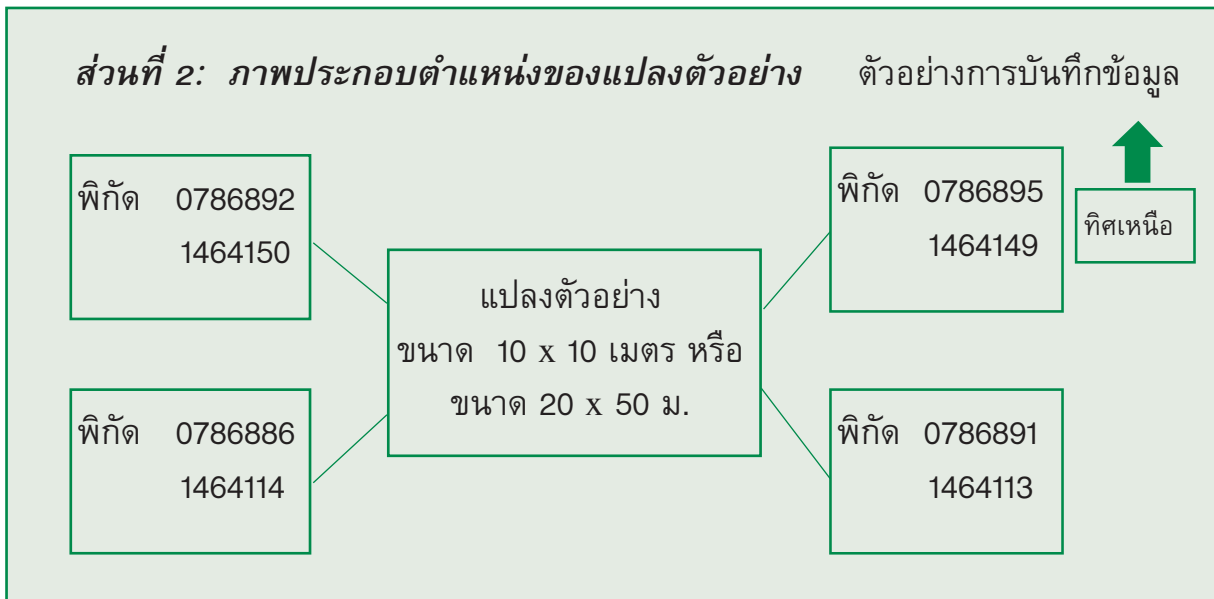 ส่วนที่ 2: ภาพประกอบตำแหน่งของแปลงตัวอย่าง ตัวอย่างการบันทึกข้อมูล
พิกัด 0786892
1464150
พิกัด 0786895
1464149
ทิศเหนือ
แปลงตัวอย่าง
ขนาด 10 x 10 เมตร หรือ
ขนาด 20 x 50 ม.
พิกัด 0786886
1464114
พิกัด 0786891
1464113